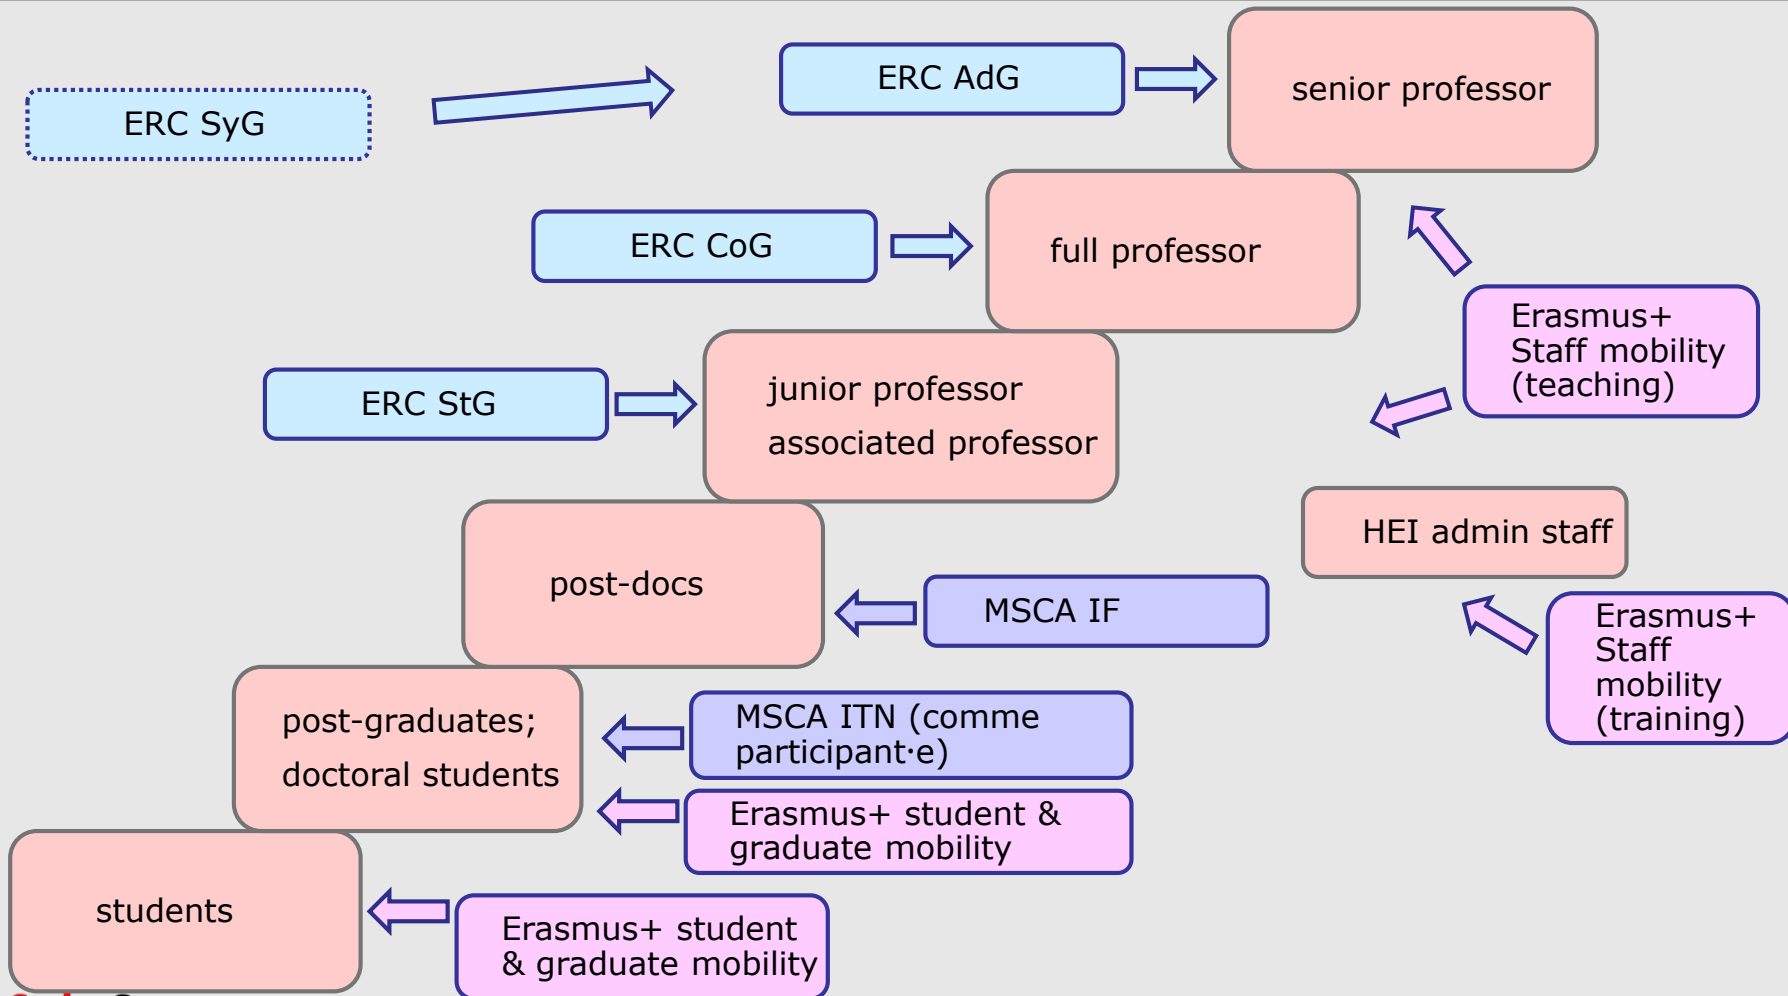 ERC AdG
senior professor
ERC SyG
ERC CoG
full professor
Erasmus+
Staff mobility
(teaching)
ERC StG
junior professor
associated professor
HEI admin staff
post-docs
MSCA IF
Erasmus+
Staff
mobility
(training)
post-graduates;
doctoral students
MSCA ITN (comme
participant·e)
Erasmus+ student &
graduate mobility
students
Erasmus+ student
& graduate mobility